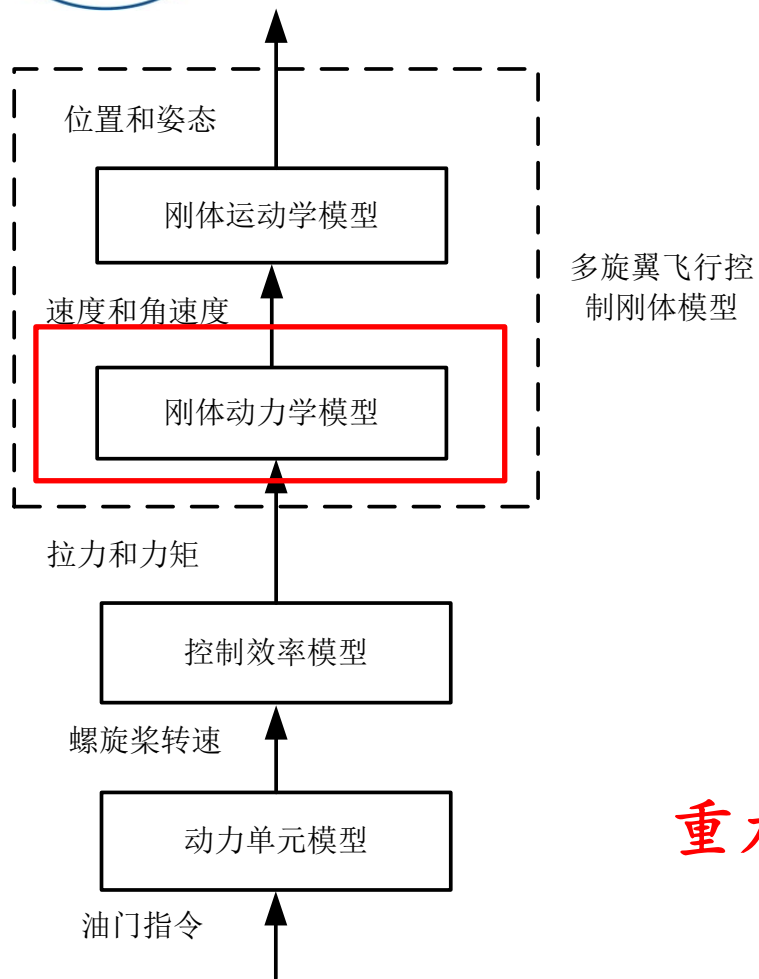 位置和姿态
刚体运动学模型
多旋翼飞行控
制刚体模型
速度和角速度
刚体动力学模型
拉力和力矩
控制效率模型
螺旋桨转速
重
动力单元模型
油门指令